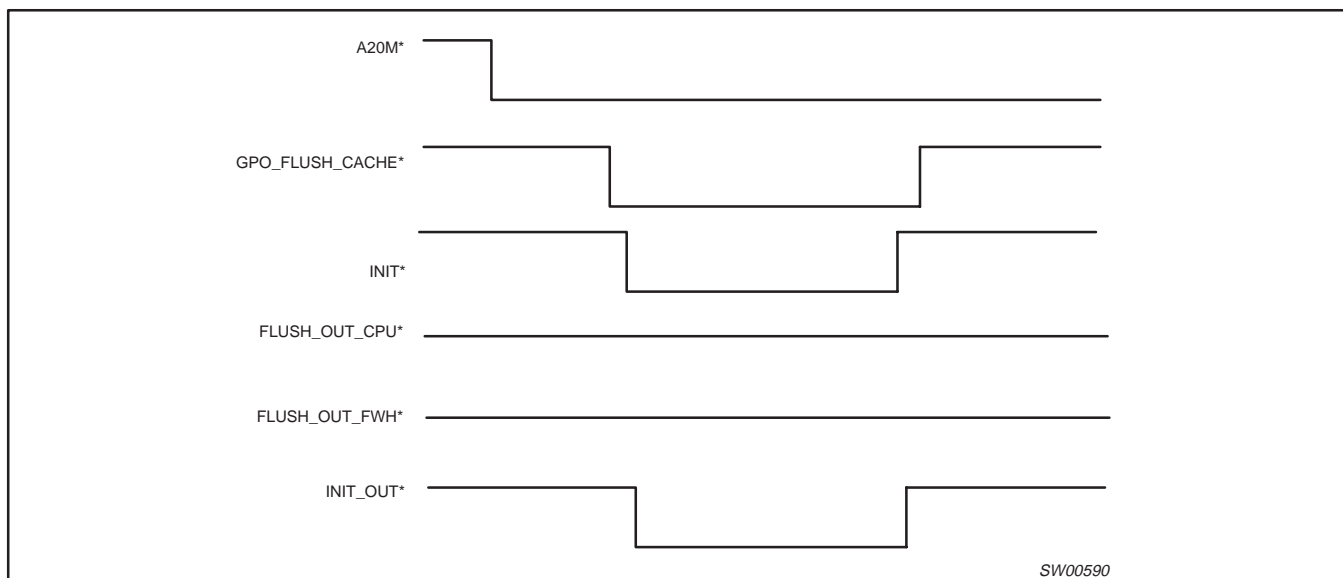 A20M*
GPO_FLUSH_CACHE*
INIT*
FLUSH_OUT_CPU*
FLUSH_OUT_FWH*
INIT_OUT*
SW00590